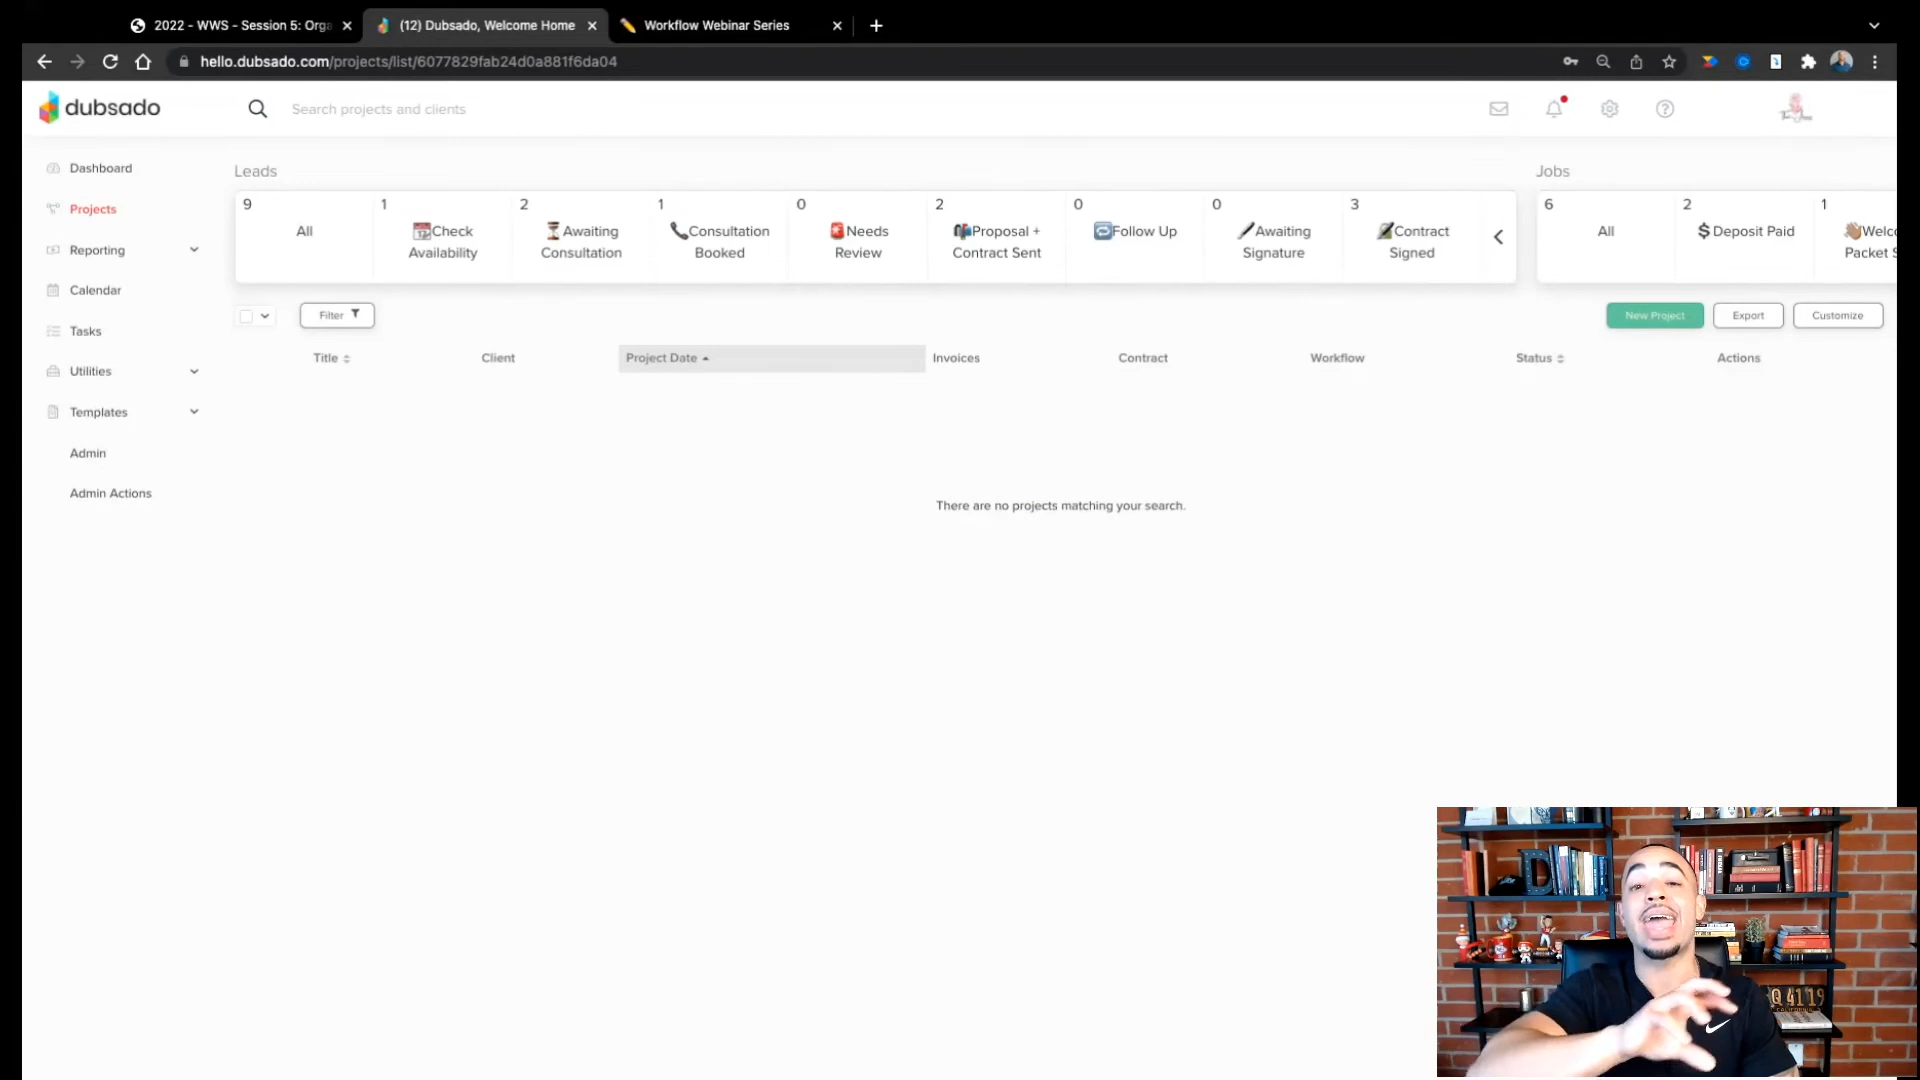 2022 - WWS - Session 5: Orga
(12) Dubsado, Welcome Home
Workflow Webinar Series
hello.dubsado.com/projects/list/6077829fab24d0a881f6da04
dubsado
Search projects and clients
Dashboard
Projects
Reporting
Calendar
Tasks
Utilities
Templates
Admin
Admin Actions
Leads
9
All
1
Check
Availability
2
Awaiting
Consultation
1
Consultation
Booked
0
Needs
Review
2
Proposal +
Contract Sent
0
Follow Up
0
Awaiting
Signature
3
Contract
Signed
Jobs
6
All
2
Deposit Paid
1
Welco
Packet S
Filter
New Project
Export
Customize
Title
Client
Project Date
Invoices
Contract
Workflow
Status
Actions
There are no projects matching your search.
D
Q 4119